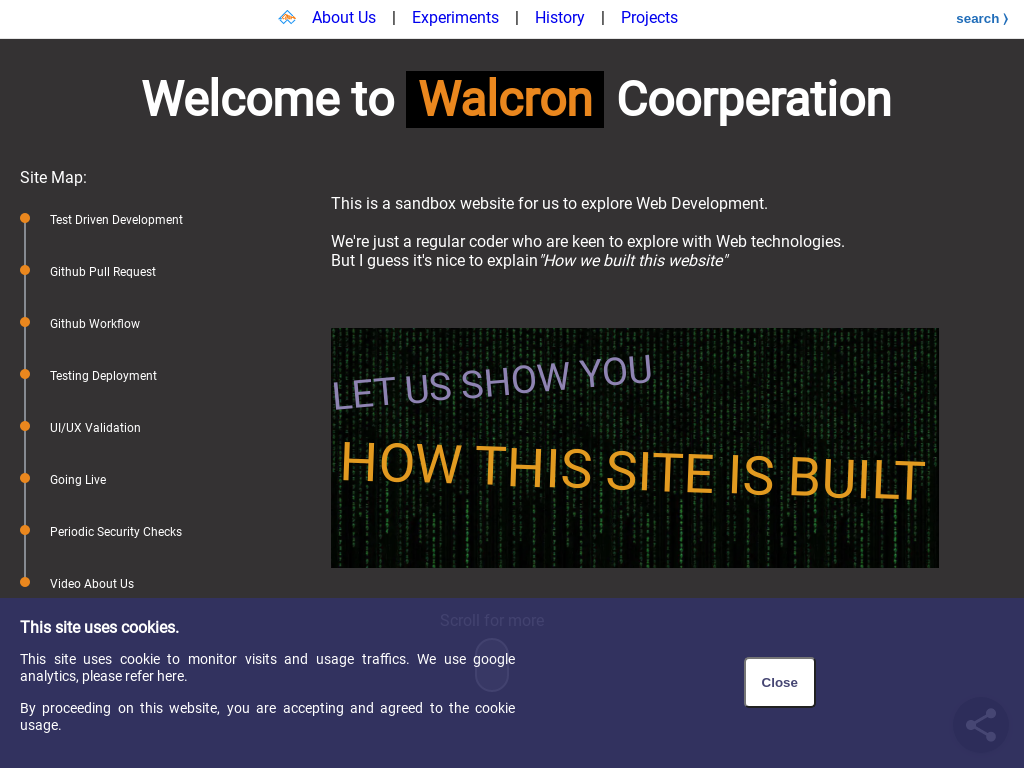 About Us | Experiments | History | Projects
search ⟩
Welcome to Walcron Coorperation
Site Map:
Test Driven Development
Github Pull Request
Github Workflow
Testing Deployment
UI/UX Validation
Going Live
Periodic Security Checks
Video About Us
This is a sandbox website for us to explore Web Development.
We're just a regular coder who are keen to explore with Web technologies.
But I guess it's nice to explain "How we built this website"
LET US SHOW YOU
HOW THIS SITE IS BUILT
Scroll for more
This site uses cookies.
This site uses cookie to monitor visits and usage traffics. We use google
analytics, please refer here.
By proceeding on this website, you are accepting and agreed to the cookie
usage.
Close